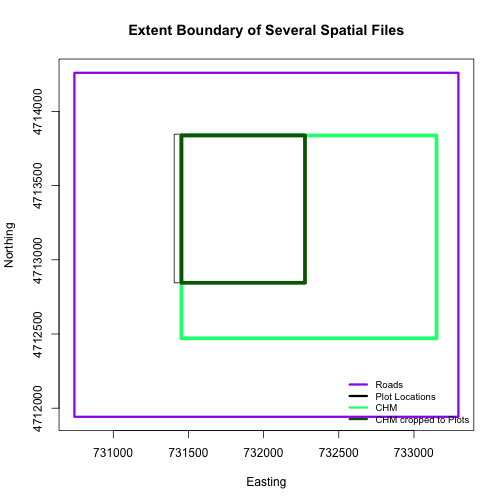 Extent Boundary of Several Spatial Files
Northing
4714000
4713500
4713000
4712500
4712000
Roads
Plot Locations
CHM
CHM cropped to Plots
731000 731500 732000 732500 733000
Easting